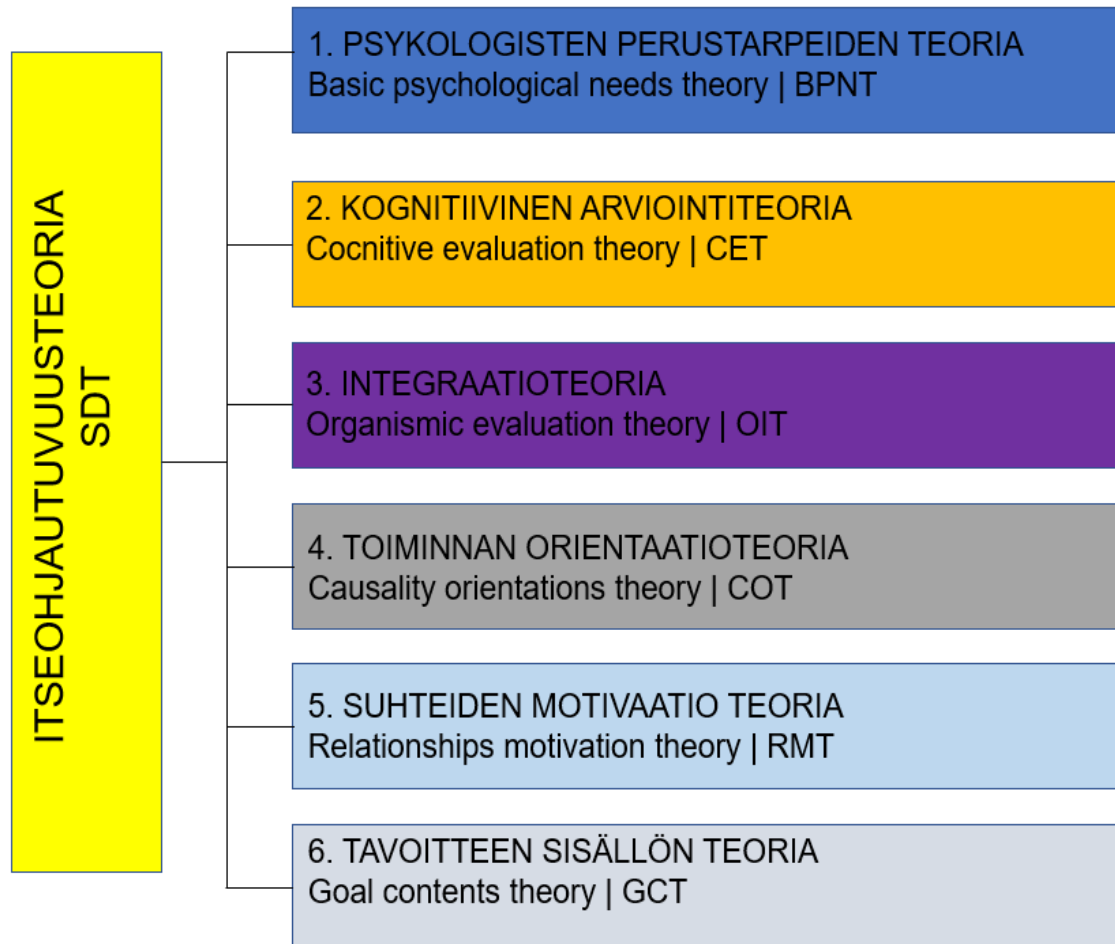 ITSEOHJAUTUVUUSTEORIA
SDT
1. PSYKOLOGISTEN PERUSTARPEIDEN TEORIA
Basic psychological needs theory | BPNT
2. KOGNITIIVINEN ARVIOINTITEORIA
Cocnitive evaluation theory | CET
3. INTEGRAATIOTEORIA
Organismic evaluation theory | OIT
4. TOIMINNAN ORIENTAATIOTEORIA
Causality orientations theory | COT
5. SUHTEIDEN MOTIVAATIO TEORIA
Relationships motivation theory | RMT
6. TAVOITTEEN SISÄLLÖN TEORIA
Goal contents theory | GCT